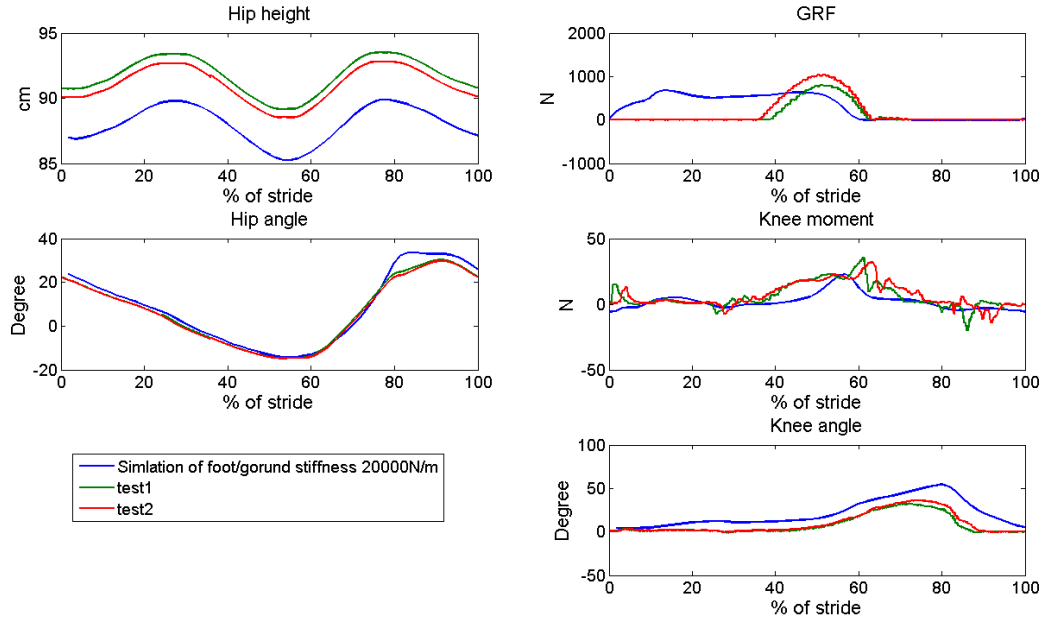 Hip height
95
90
85
cm
0 20 40 60 80 100
% of stride
GRF
2000
1000
0
-1000
N
0 20 40 60 80 100
% of stride
Hip angle
40
20
0
-20
Degree
0 20 40 60 80 100
% of stride
Knee moment
50
0
-50
N
0 20 40 60 80 100
% of stride
Simlation of foot/gorund stiffness 20000N/m
test1
test2
Knee angle
100
50
0
-50
Degree
0 20 40 60 80 100
% of stride